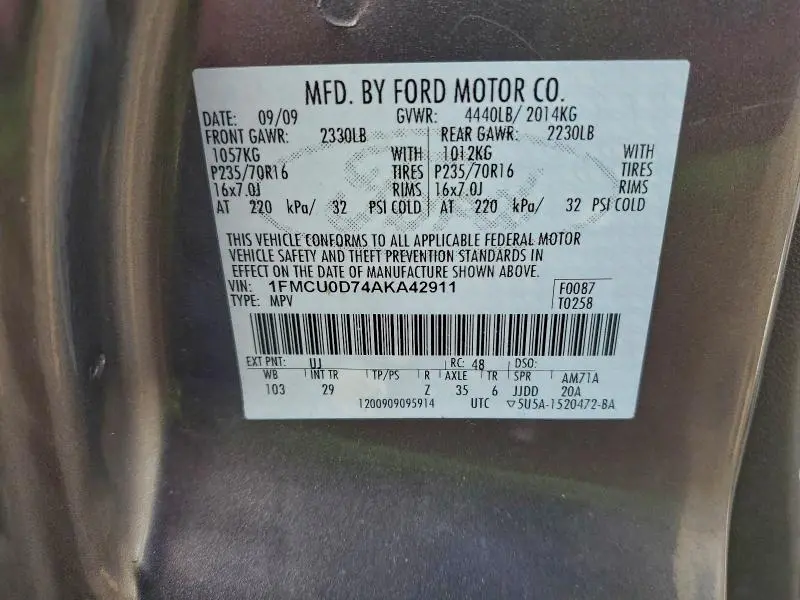 MFD. BY FORD MOTOR CO.
DATE: 09/09 GVWR: 4440LB/ 2014KG
FRONT GAWR: 2330LB REAR GAWR: 2230LB
1057KG WITH 1012KG WITH
P235/70R16 TIRES P235/70R16 TIRES
16x7.0J RIMS 16x7.0J RIMS
AT 220 kPa/ 32 PSI COLD AT 220 kPa/ 32 PSI COLD
THIS VEHICLE CONFORMS TO ALL APPLICABLE FEDERAL MOTOR
VEHICLE SAFETY AND THEFT PREVENTION STANDARDS IN
EFFECT ON THE DATE OF MANUFACTURE SHOWN ABOVE.
VIN: 1FMCU0D74AKA42911 F0087
TYPE: MPV T0258
EXT PNT: UJ RC: 48 DSO:
WB INT TR TP/PS R AXLE TR SPR AM71A
103 29 Z 35 6 JJDD 20A
1200909095914 UTC ▽5U5A-1520472-BA